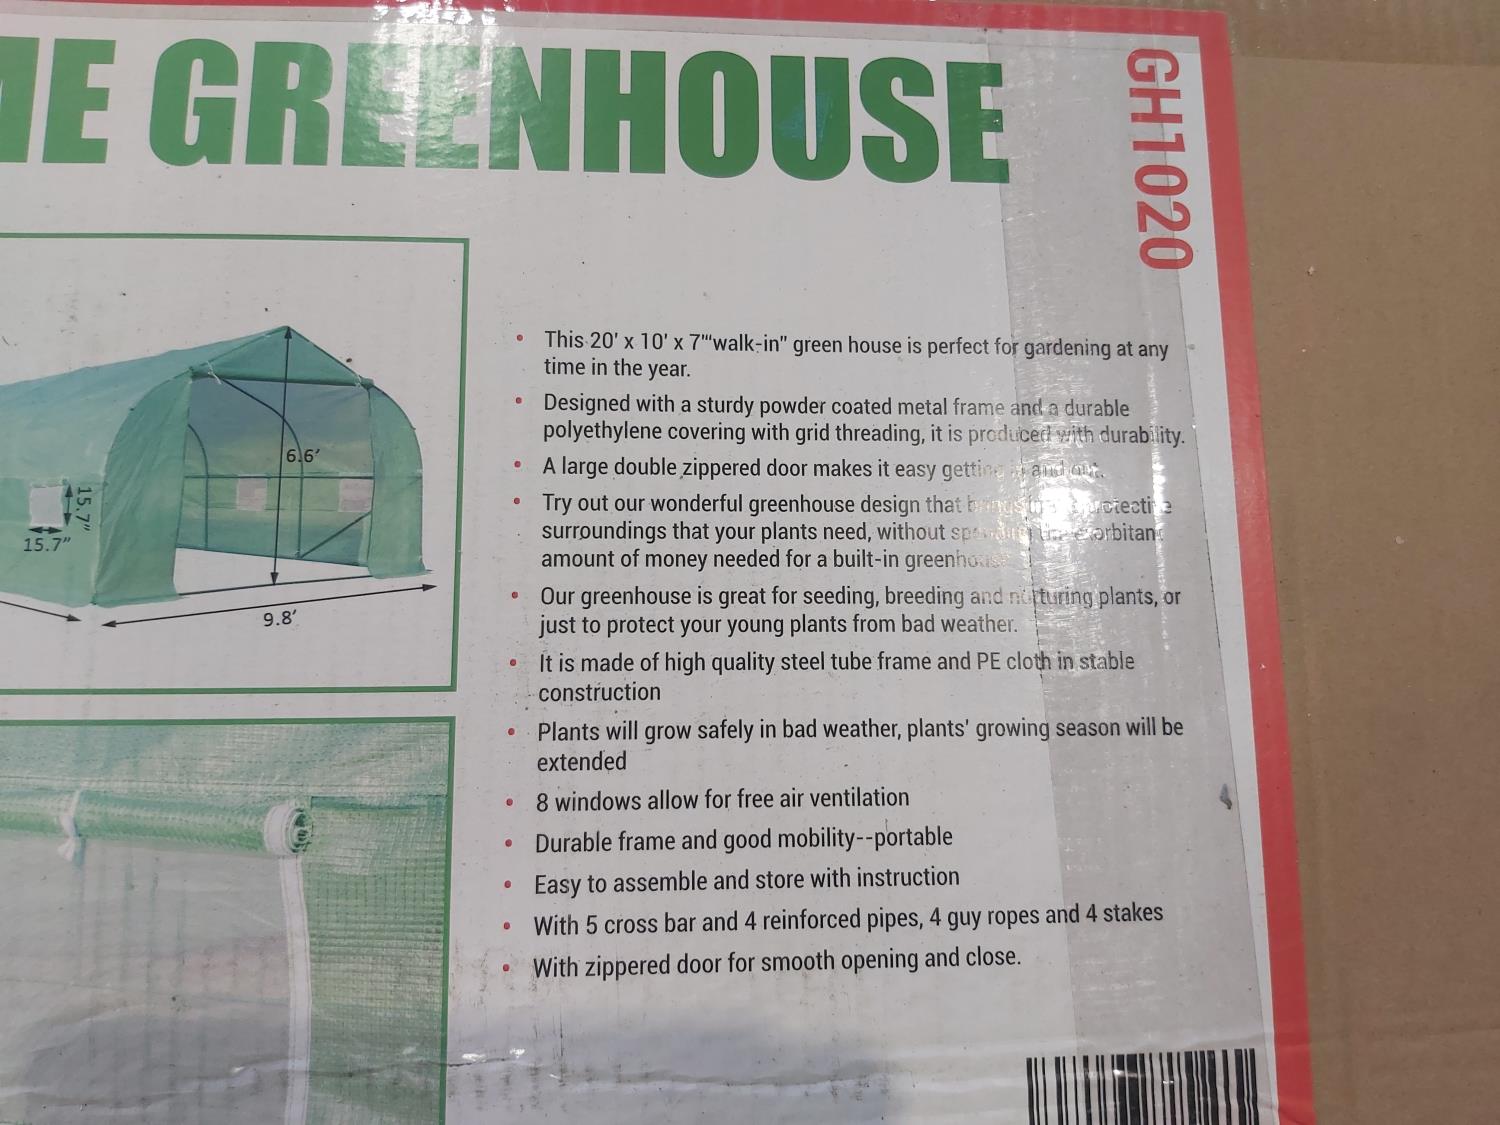 ME GREENHOUSE
GH1020
6.6'
15.7"
15.7"
9.8'
• This 20' x 10' x 7'"walk-in" green house is perfect for gardening at any
time in the year.
• Designed with a sturdy powder coated metal frame and a durable
polyethylene covering with grid threading, it is produced with durability.
• A large double zippered door makes it easy getting in and out.
• Try out our wonderful greenhouse design that protective
surroundings that your plants need, without exorbitant
amount of money needed for a built-in greenhouse
• Our greenhouse is great for seeding, breeding and nurturing plants, or
just to protect your young plants from bad weather.
• It is made of high quality steel tube frame and PE cloth in stable
construction
• Plants will grow safely in bad weather, plants' growing season will be
extended
• 8 windows allow for free air ventilation
• Durable frame and good mobility--portable
• Easy to assemble and store with instruction
• With 5 cross bar and 4 reinforced pipes, 4 guy ropes and 4 stakes
• With zippered door for smooth opening and close.